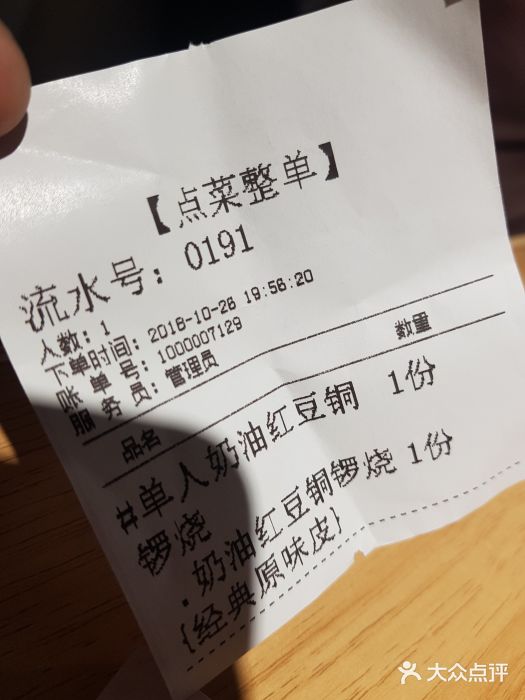 【点菜整单】
流水号：0191
人数：1
下单时间：2018-10-26 19:56:20
账单号：1000007129
服务员：管理员
品名 数量
#单人奶油红豆铜 1份
锣烧
.奶油红豆铜锣烧 1份
{经典原味皮}
大众点评